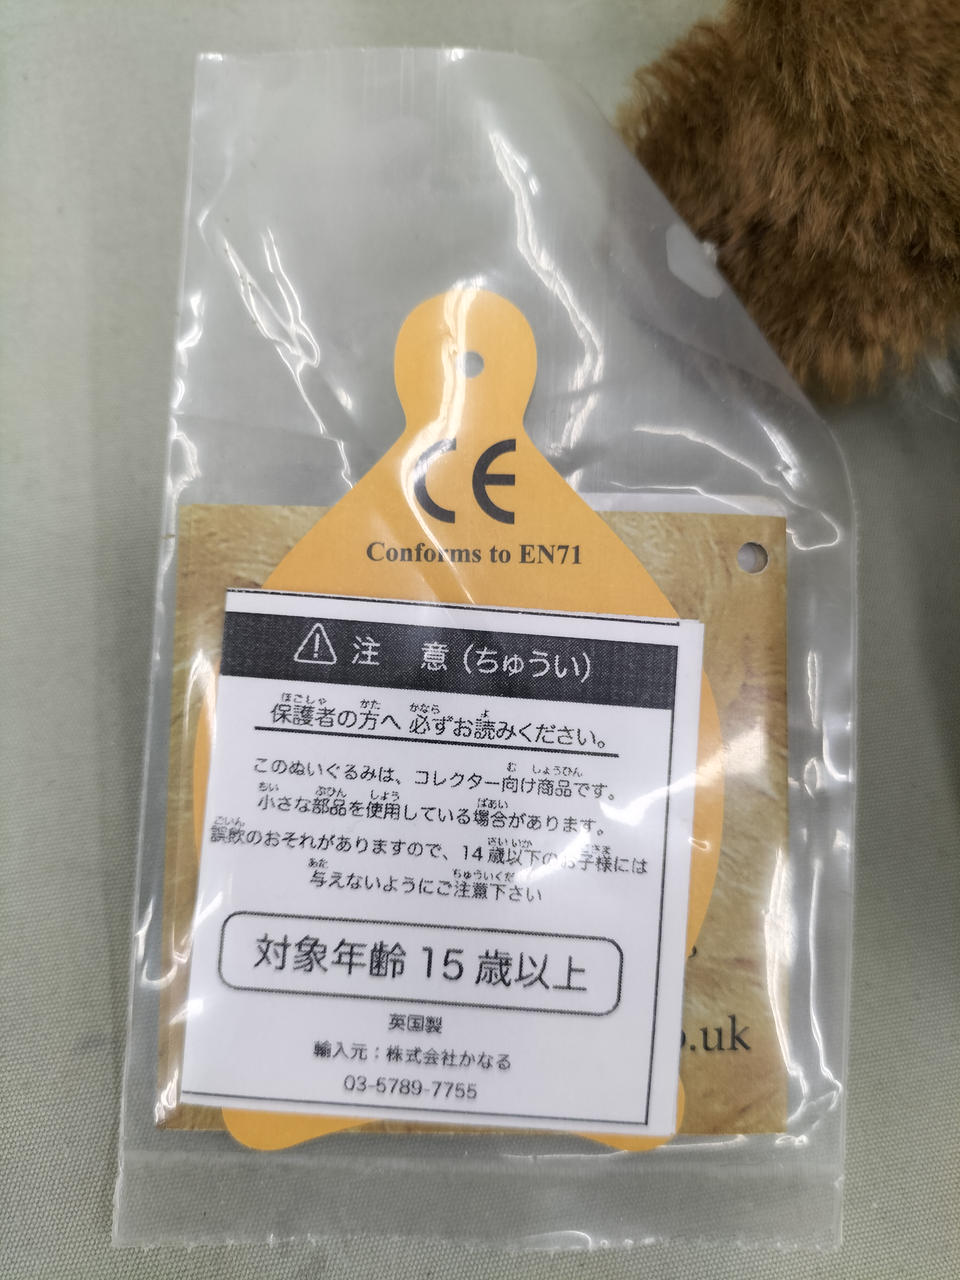 CE
Conforms to EN71
注 意(ちゅうい)
保護者の方へ 必ずお読みください。
このぬいぐるみは、コレクター向け商品です。
小さな部品を使用している場合があります。
誤飲のおそれがありますので、14歳以下のお子様には
与えないようにご注意下さい
対象年齢 15 歳以上
英国製
輸入元:株式会社かなる
03-5789-7755
.uk